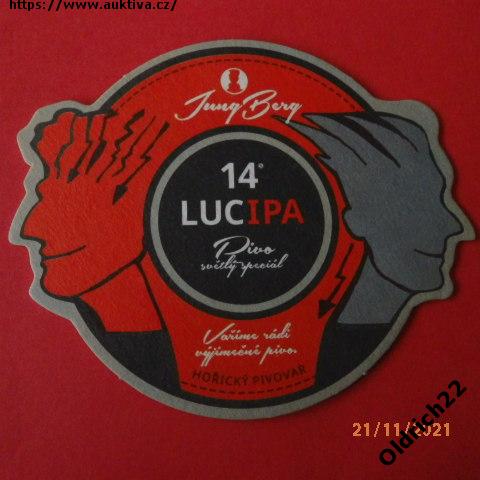 https://www.auktiva.cz/
Jung Berg
14°
LUCIPA
Pivo
světlý speciál
Vaříme rádi
výjimečné pivo.
HOŘICKÝ PIVOVAR
21/11/2021
Oldrich22